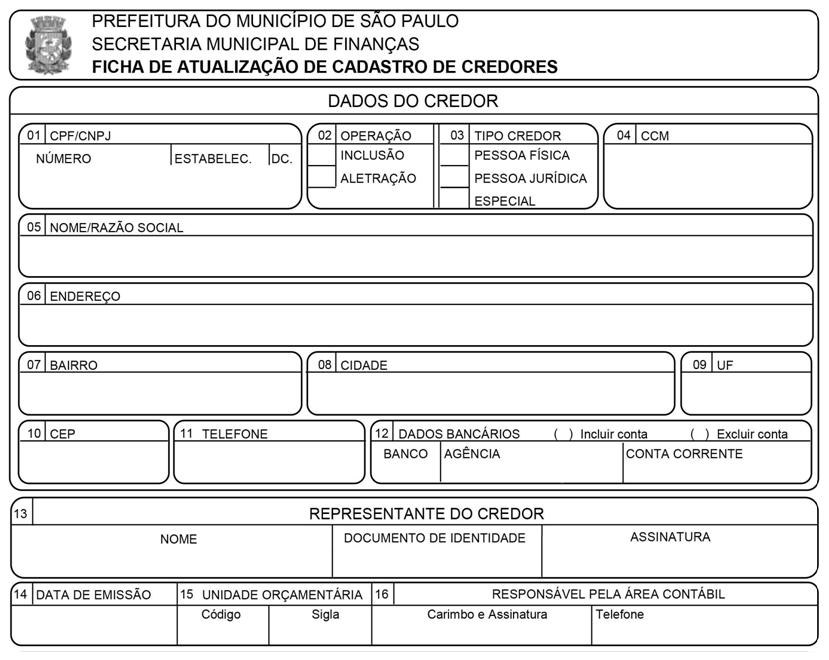 PREFEITURA DO MUNICÍPIO DE SÃO PAULO
SECRETARIA MUNICIPAL DE FINANÇAS
FICHA DE ATUALIZAÇÃO DE CADASTRO DE CREDORES
DADOS DO CREDOR
01 CPF/CNPJ
NÚMERO ESTABELEC. DC.
02 OPERAÇÃO
INCLUSÃO
ALETRAÇÃO
03 TIPO CREDOR
PESSOA FÍSICA
PESSOA JURÍDICA
ESPECIAL
04 CCM
05 NOME/RAZÃO SOCIAL
06 ENDEREÇO
07 BAIRRO
08 CIDADE
09 UF
10 CEP
11 TELEFONE
12 DADOS BANCÁRIOS ( ) Incluir conta ( ) Excluir conta
BANCO AGÊNCIA CONTA CORRENTE
13 REPRESENTANTE DO CREDOR
NOME DOCUMENTO DE IDENTIDADE ASSINATURA
14 DATA DE EMISSÃO
15 UNIDADE ORÇAMENTÁRIA
Código Sigla
16 RESPONSÁVEL PELA ÁREA CONTÁBIL
Carimbo e Assinatura Telefone